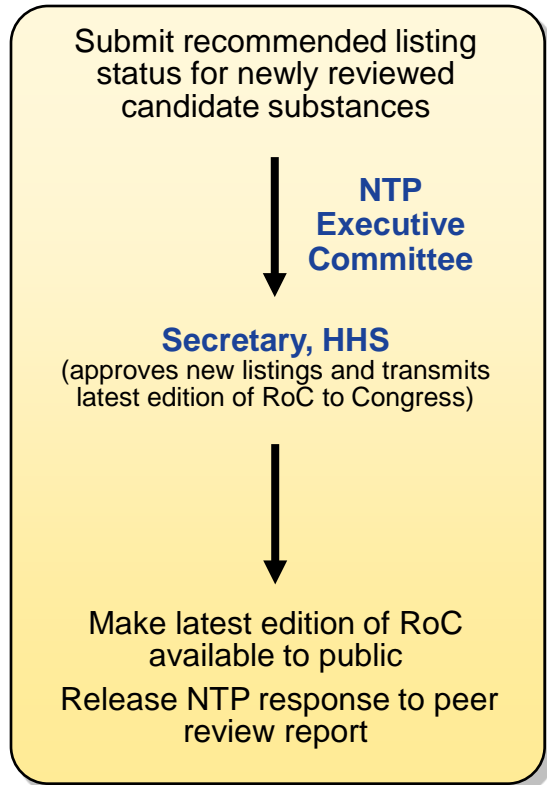 Submit recommended listing
status for newly reviewed
candidate substances
NTP
Executive
Committee
Secretary, HHS
(approves new listings and transmits
latest edition of RoC to Congress)
Make latest edition of RoC
available to public
Release NTP response to peer
review report